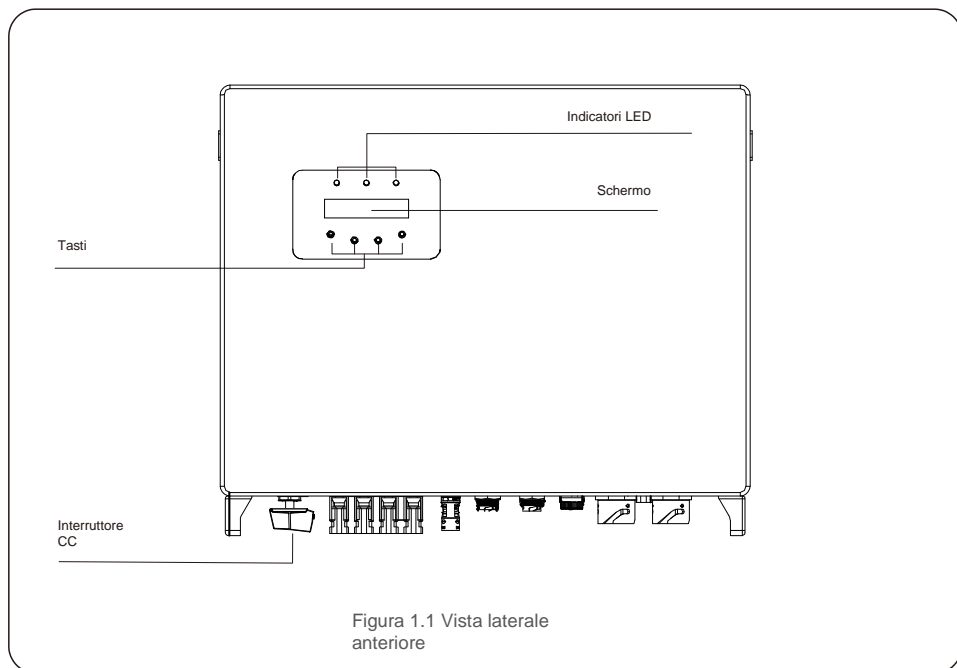 Indicatori LED
Schermo
Tasti
Interruttore
CC
Figura 1.1 Vista laterale
anteriore